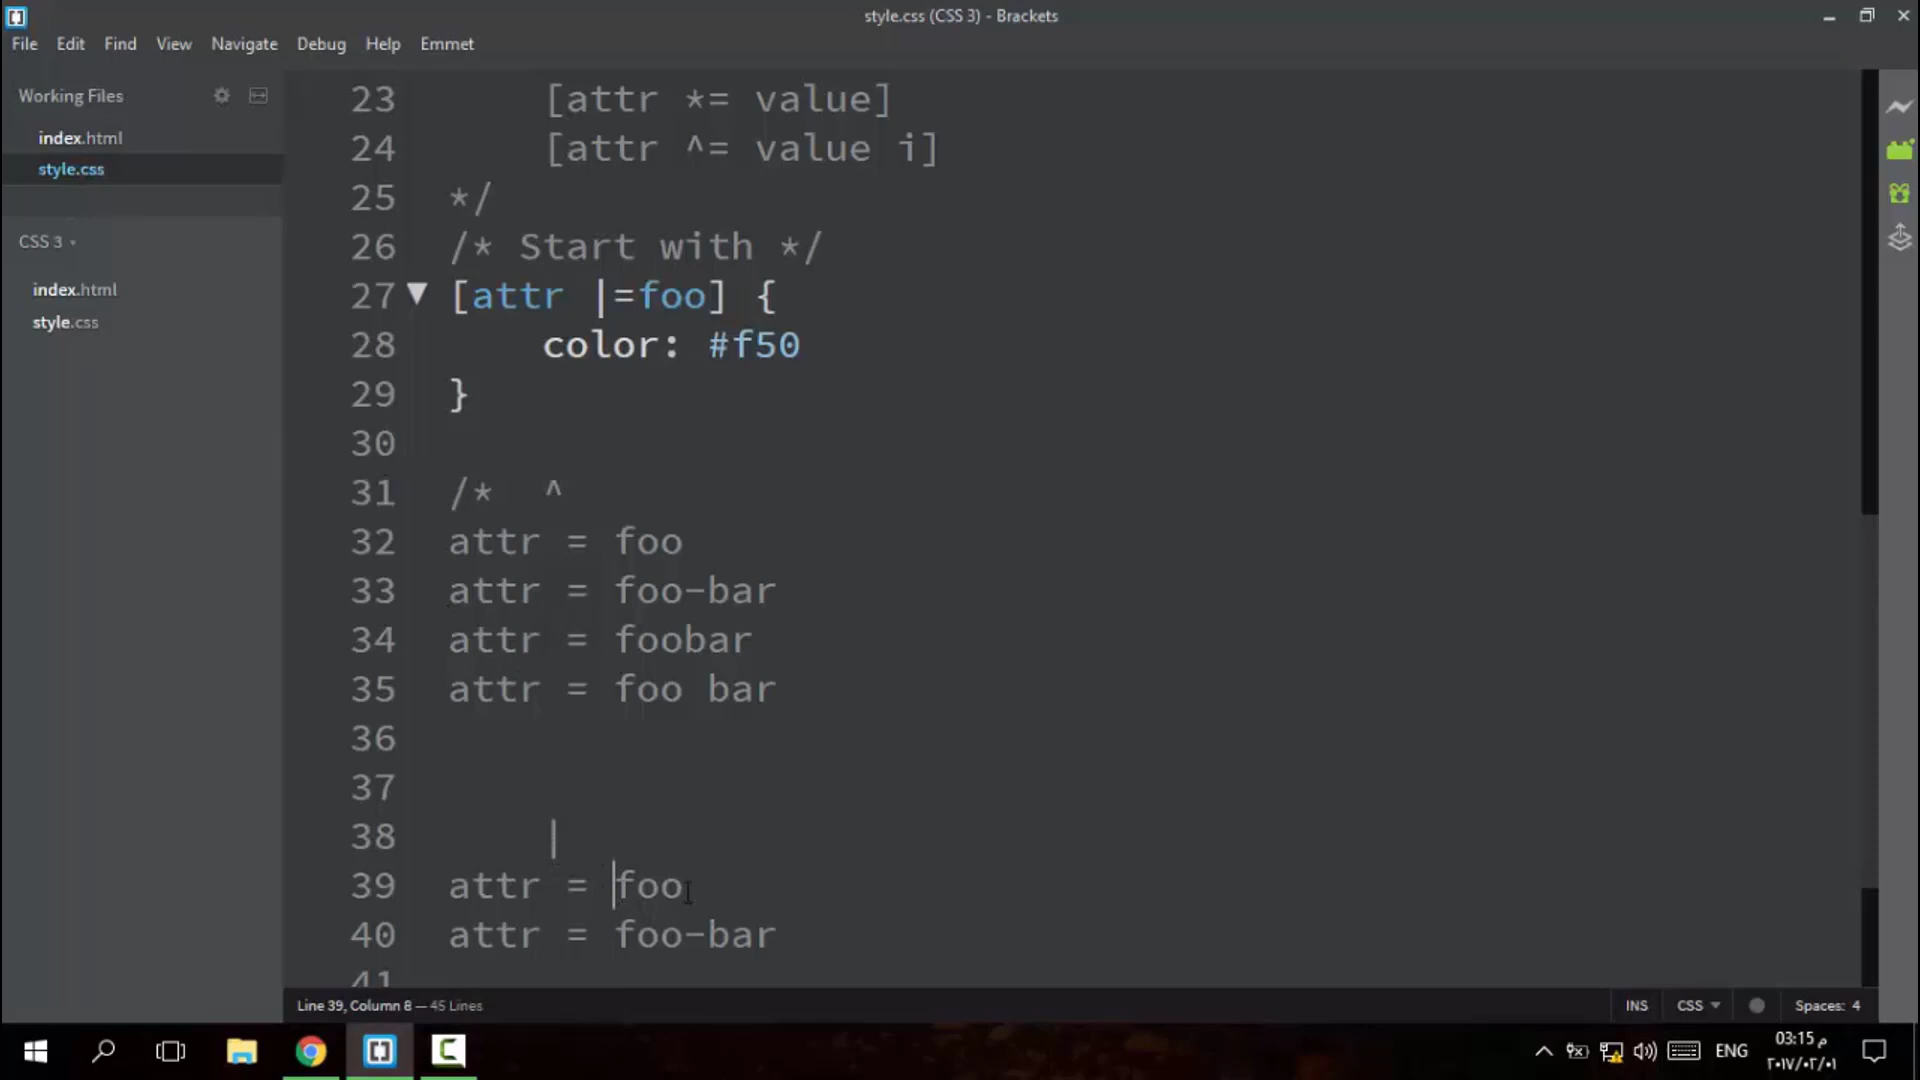 style.css (CSS 3) - Brackets
File Edit Find View Navigate Debug Help Emmet
Working Files
index.html
style.css
CSS 3
index.html
style.css
23 [attr *= value]
24 [attr ^= value i]
25 */
26 /* Start with */
27 [attr |=foo] {
28 color: #f50
29 }
30
31 /* ^
32 attr = foo
33 attr = foo-bar
34 attr = foobar
35 attr = foo bar
36
37
38 |
39 attr = foo
40 attr = foo-bar
41
Line 39, Column 8 — 45 Lines
INS CSS Spaces: 4
ENG
03:15 م
٢٠١٧/٠٢/٠١